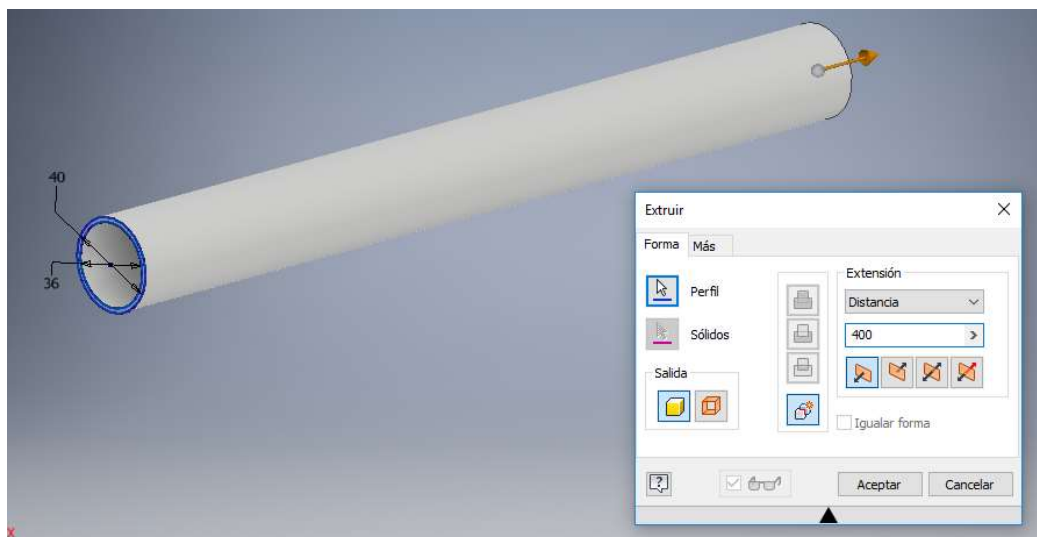 40
36
Extruir
Forma Más
Perfil
Sólidos
Salida
Extensión
Distancia
400
Igualar forma
Aceptar Cancelar
x